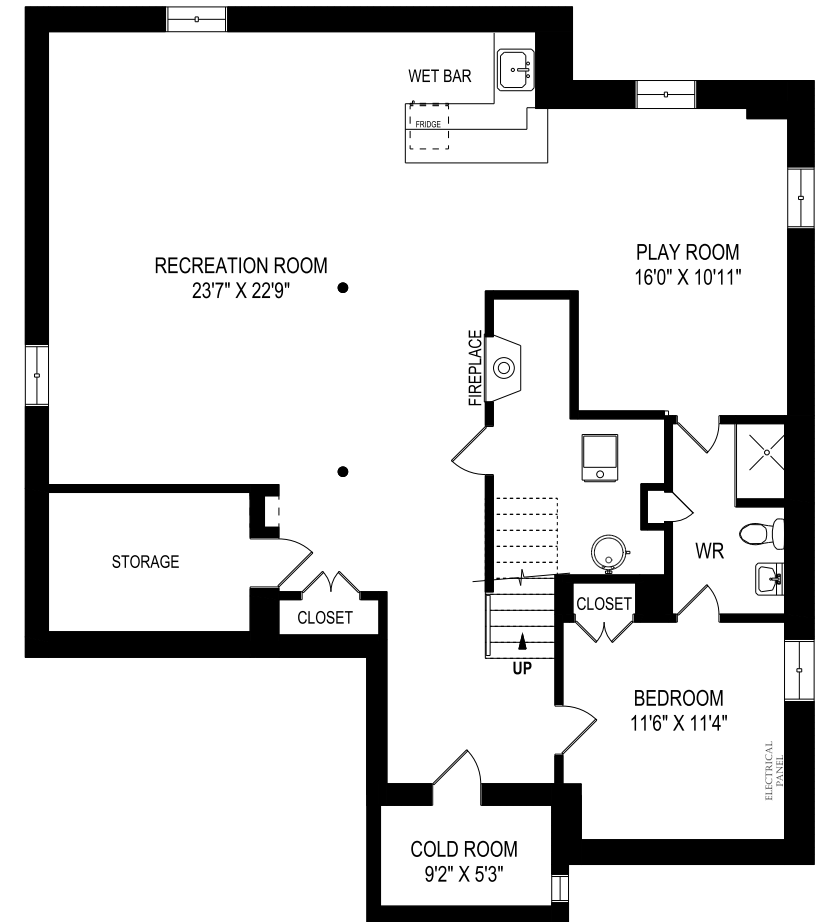 WET BAR
FRIDGE
RECREATION ROOM
23'7" X 22'9"
PLAY ROOM
16'0" X 10'11"
FIREPLACE
STORAGE
WR
CLOSET
CLOSET
UP
BEDROOM
11'6" X 11'4"
ELECTRICAL
PANEL
COLD ROOM
9'2" X 5'3"